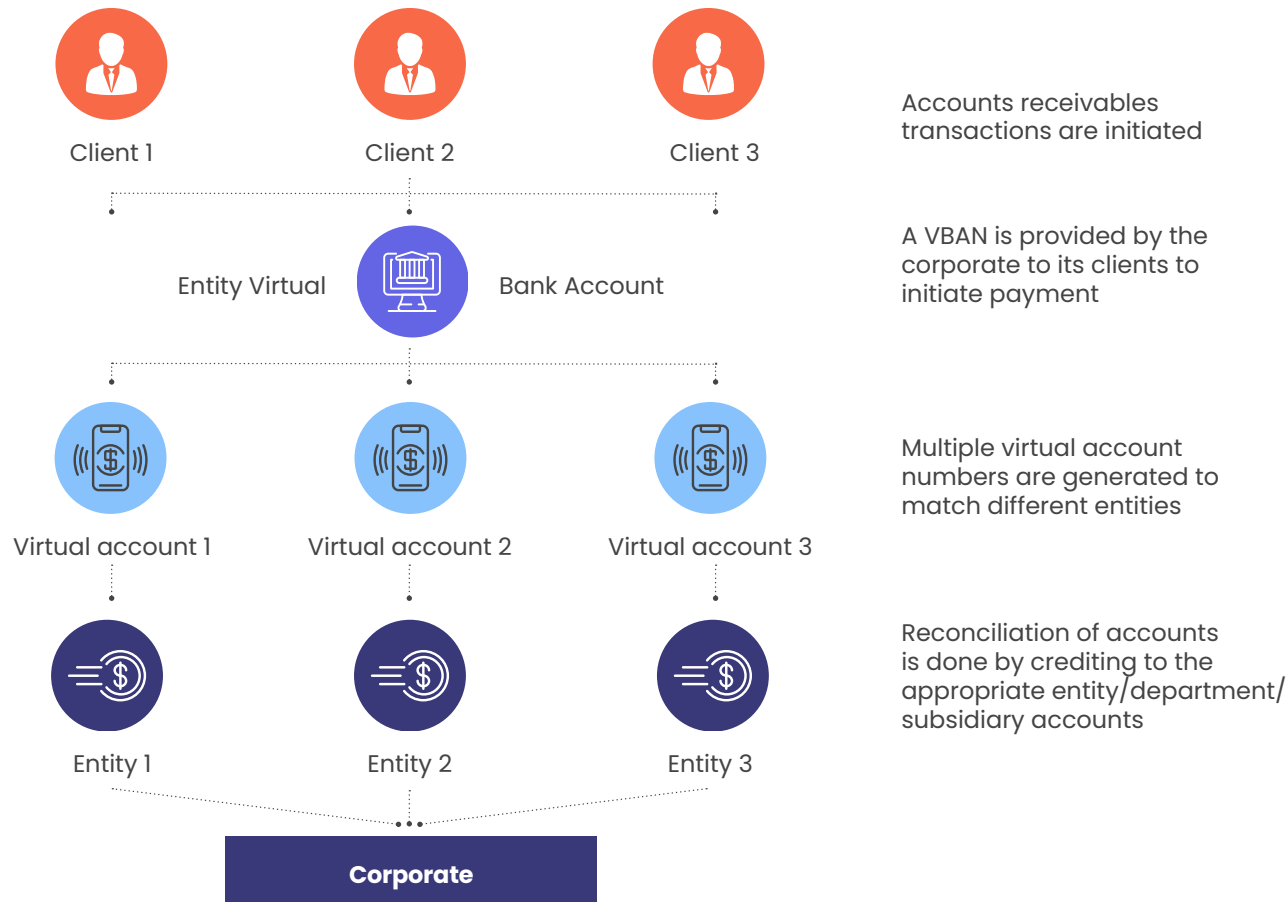 Client 1
Client 2
Client 3
Accounts receivables
transactions are initiated
Entity Virtual
Bank Account
A VBAN is provided by the
corporate to its clients to
initiate payment
$
$
$
Virtual account 1
Virtual account 2
Virtual account 3
Multiple virtual account
numbers are generated to
match different entities
$
$
$
Entity 1
Entity 2
Entity 3
Reconciliation of accounts
is done by crediting to the
appropriate entity/department/
subsidiary accounts
Corporate